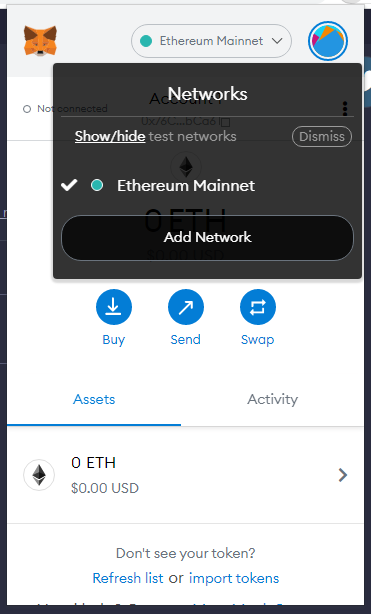 Ethereum Mainnet
Networks
Not connected
Account 1
0x76C...bCa6
Show/hide test networks
Dismiss
Ethereum Mainnet
0 ETH
Add Network
$0.00 USD
Buy
Send
Swap
Assets
Activity
0 ETH
$0.00 USD
Don't see your token?
Refresh list or import tokens